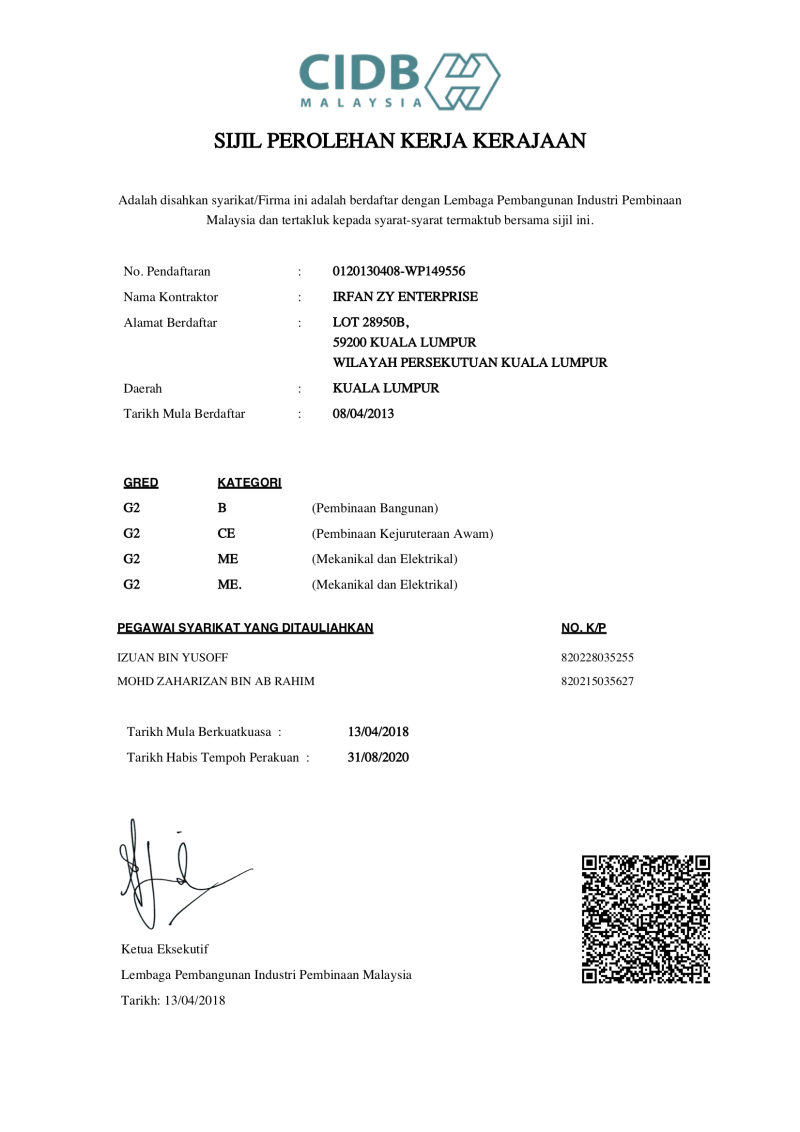 CIDB
MALAYSIA
SIJIL PEROLEHAN KERJA KERAJAAN
Adalah disahkan syarikat/Firma ini adalah berdaftar dengan Lembaga Pembangunan Industri Pembinaan
Malaysia dan tertakluk kepada syarat-syarat termaktub bersama sijil ini.
No. Pendaftaran : 0120130408-WP149556
Nama Kontraktor : IRFAN ZY ENTERPRISE
Alamat Berdaftar : LOT 28950B,
59200 KUALA LUMPUR
WILAYAH PERSEKUTUAN KUALA LUMPUR
Daerah : KUALA LUMPUR
Tarikh Mula Berdaftar : 08/04/2013
GRED KATEGORI
G2 B (Pembinaan Bangunan)
G2 CE (Pembinaan Kejuruteraan Awam)
G2 ME (Mekanikal dan Elektrikal)
G2 ME. (Mekanikal dan Elektrikal)
PEGAWAI SYARIKAT YANG DITAULIAHKAN NO. K/P
IZUAN BIN YUSOFF 820228035255
MOHD ZAHARIZAN BIN AB RAHIM 820215035627
Tarikh Mula Berkuatkuasa : 13/04/2018
Tarikh Habis Tempoh Perakuan : 31/08/2020
Ketua Eksekutif
Lembaga Pembangunan Industri Pembinaan Malaysia
Tarikh: 13/04/2018